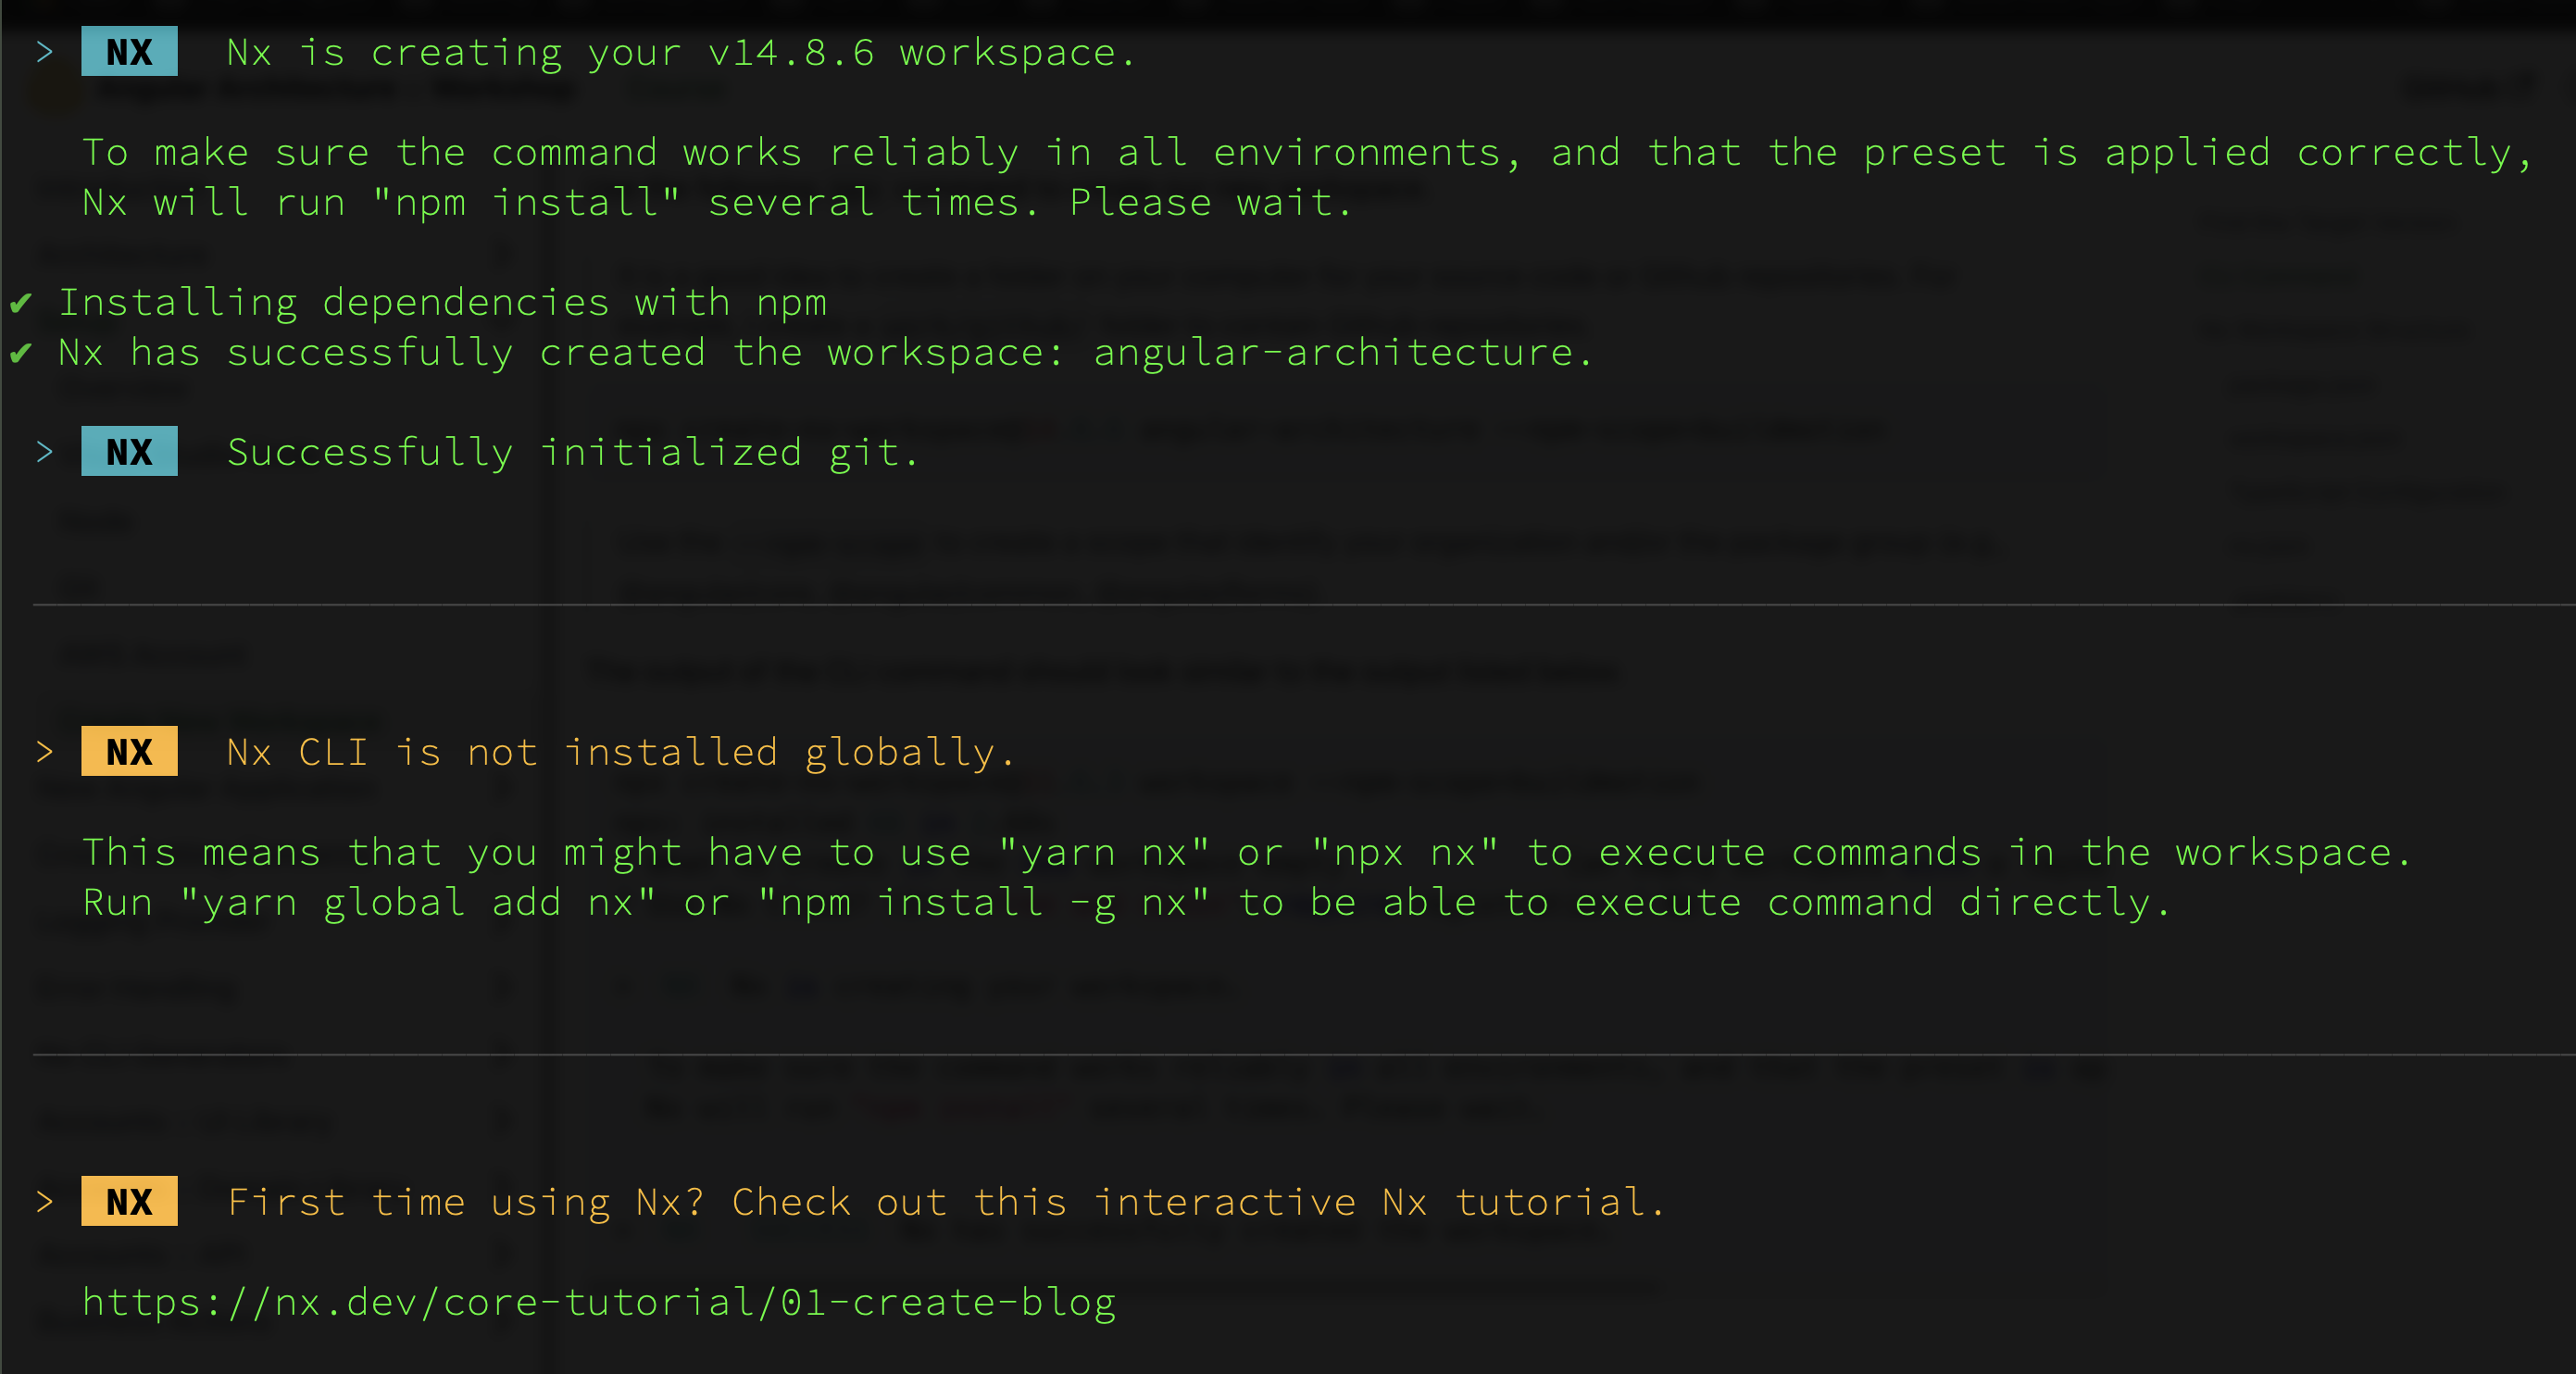 > NX Nx is creating your v14.8.6 workspace.
To make sure the command works reliably in all environments, and that the preset is applied correctly,
Nx will run "npm install" several times. Please wait.
✔ Installing dependencies with npm
✔ Nx has successfully created the workspace: angular-architecture.
> NX Successfully initialized git.
> NX Nx CLI is not installed globally.
This means that you might have to use "yarn nx" or "npx nx" to execute commands in the workspace.
Run "yarn global add nx" or "npm install -g nx" to be able to execute command directly.
> NX First time using Nx? Check out this interactive Nx tutorial.
https://nx.dev/core-tutorial/01-create-blog